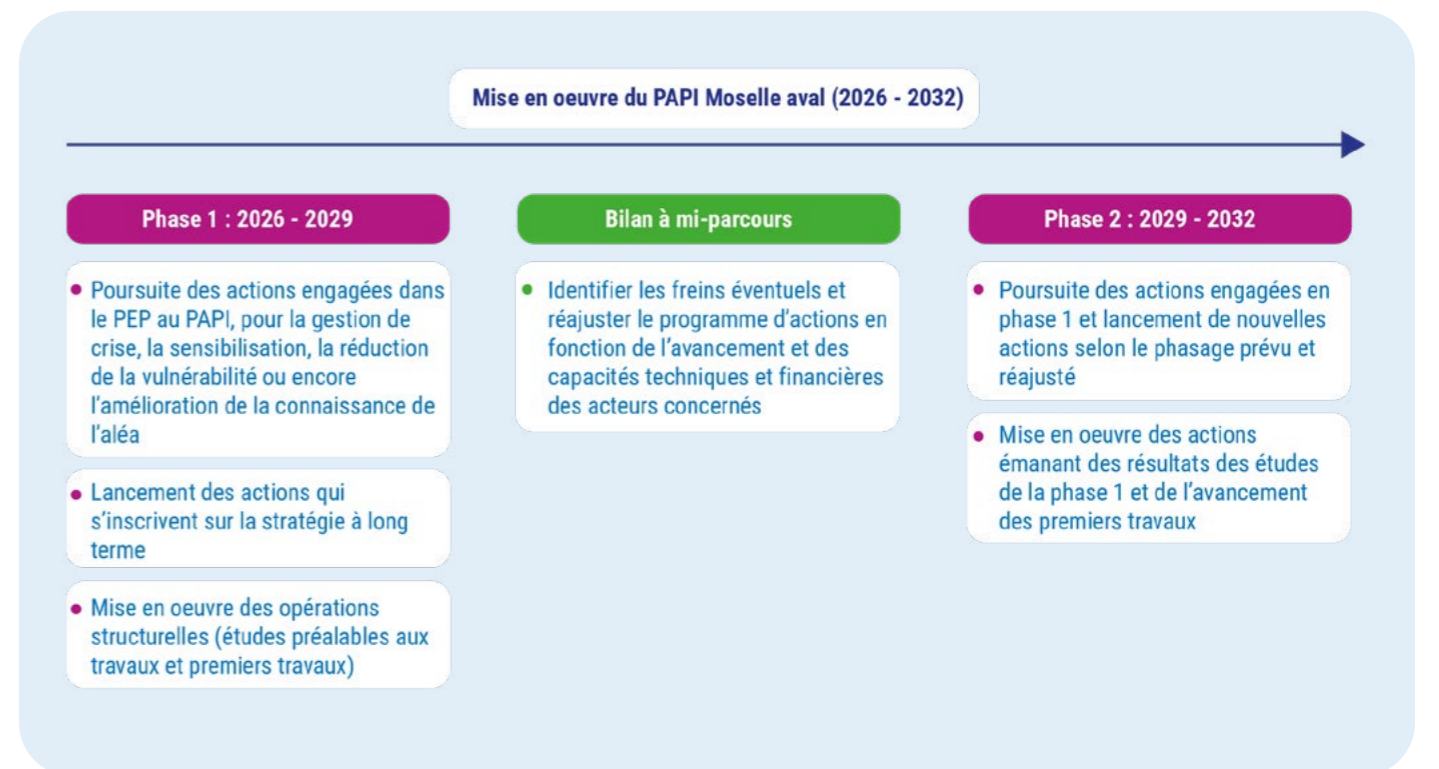 Mise en oeuvre du PAPI Moselle aval (2026 - 2032)
Phase 1 : 2026 - 2029
Poursuite des actions engagées dans
le PEP au PAPI, pour la gestion de
crise, la sensibilisation, la réduction
de la vulnérabilité ou encore
l'amélioration de la connaissance de
l'aléa
Lancement des actions qui
s'inscrivent sur la stratégie à long
terme
Mise en oeuvre des opérations
structurelles (études préalables aux
travaux et premiers travaux)
Bilan à mi-parcours
Identifier les freins éventuels et
réajuster le programme d'actions en
fonction de l'avancement et des
capacités techniques et financières
des acteurs concernés
Phase 2 : 2029 - 2032
Poursuite des actions engagées en
phase 1 et lancement de nouvelles
actions selon le phasage prévu et
réajusté
Mise en oeuvre des actions
émanant des résultats des études
de la phase 1 et de l'avancement
des premiers travaux